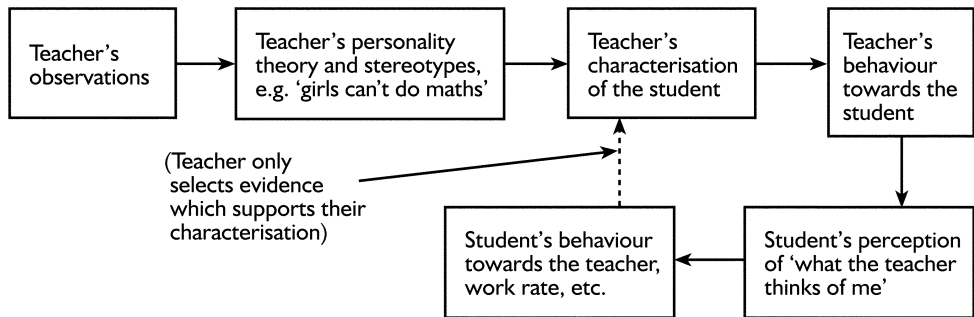 Teacher’s
observations
Teacher’s personality
theory and stereotypes,
e.g. ‘girls can’t do maths’
Teacher’s
characterisation
of the student
Teacher’s
behaviour
towards the
student
(Teacher only
selects evidence
which supports their
characterisation)
Student’s behaviour
towards the teacher,
work rate, etc.
Student’s perception
of ‘what the teacher
thinks of me’